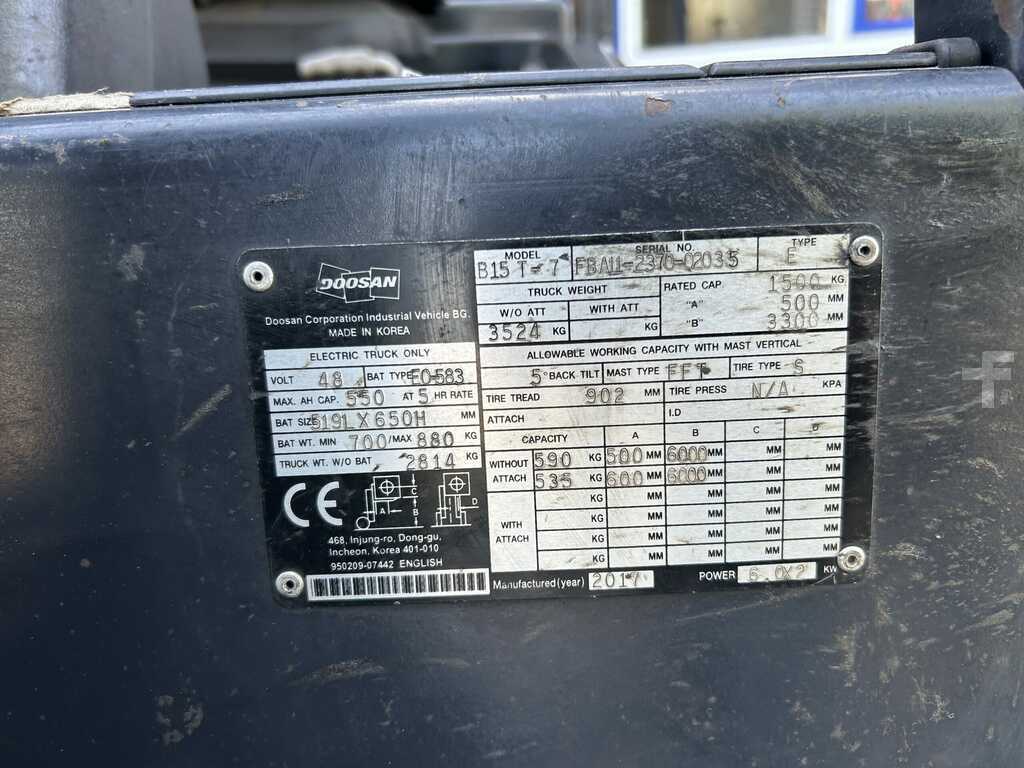 DOOSAN
Doosan Corporation Industrial Vehicle BG.
MADE IN KOREA
ELECTRIC TRUCK ONLY
VOLT 48 BAT TYPE EO-583
MAX. AH CAP. 550 AT 5 HR RATE
BAT SIZE 519L X 650H MM
BAT WT. MIN 700/MAX 880 KG
TRUCK WT. W/O BAT 2814 KG
CE
C
A B D
468, Injung-ro, Dong-gu,
Incheon, Korea 401-010
950209-07442 ENGLISH
MODEL SERIAL NO. TYPE
B15T-7 FBA11-2370-02035 E
TRUCK WEIGHT
W/O ATT WITH ATT
3524 KG KG
RATED CAP 1500 KG
"A" 500 MM
"B" 3300 MM
ALLOWABLE WORKING CAPACITY WITH MAST VERTICAL
5° BACK TILT MAST TYPE FFT TIRE TYPE S
TIRE TREAD 902 MM TIRE PRESS N/A KPA
ATTACH I.D
CAPACITY A B C D
WITHOUT ATTACH
590 KG 500 MM 6000 MM MM MM
535 KG 600 MM 6000 MM MM MM
KG MM MM MM MM
WITH ATTACH
KG MM MM MM MM
KG MM MM MM MM
KG MM MM MM MM
Manufactured (year) 2017 POWER 6.0X2 KW